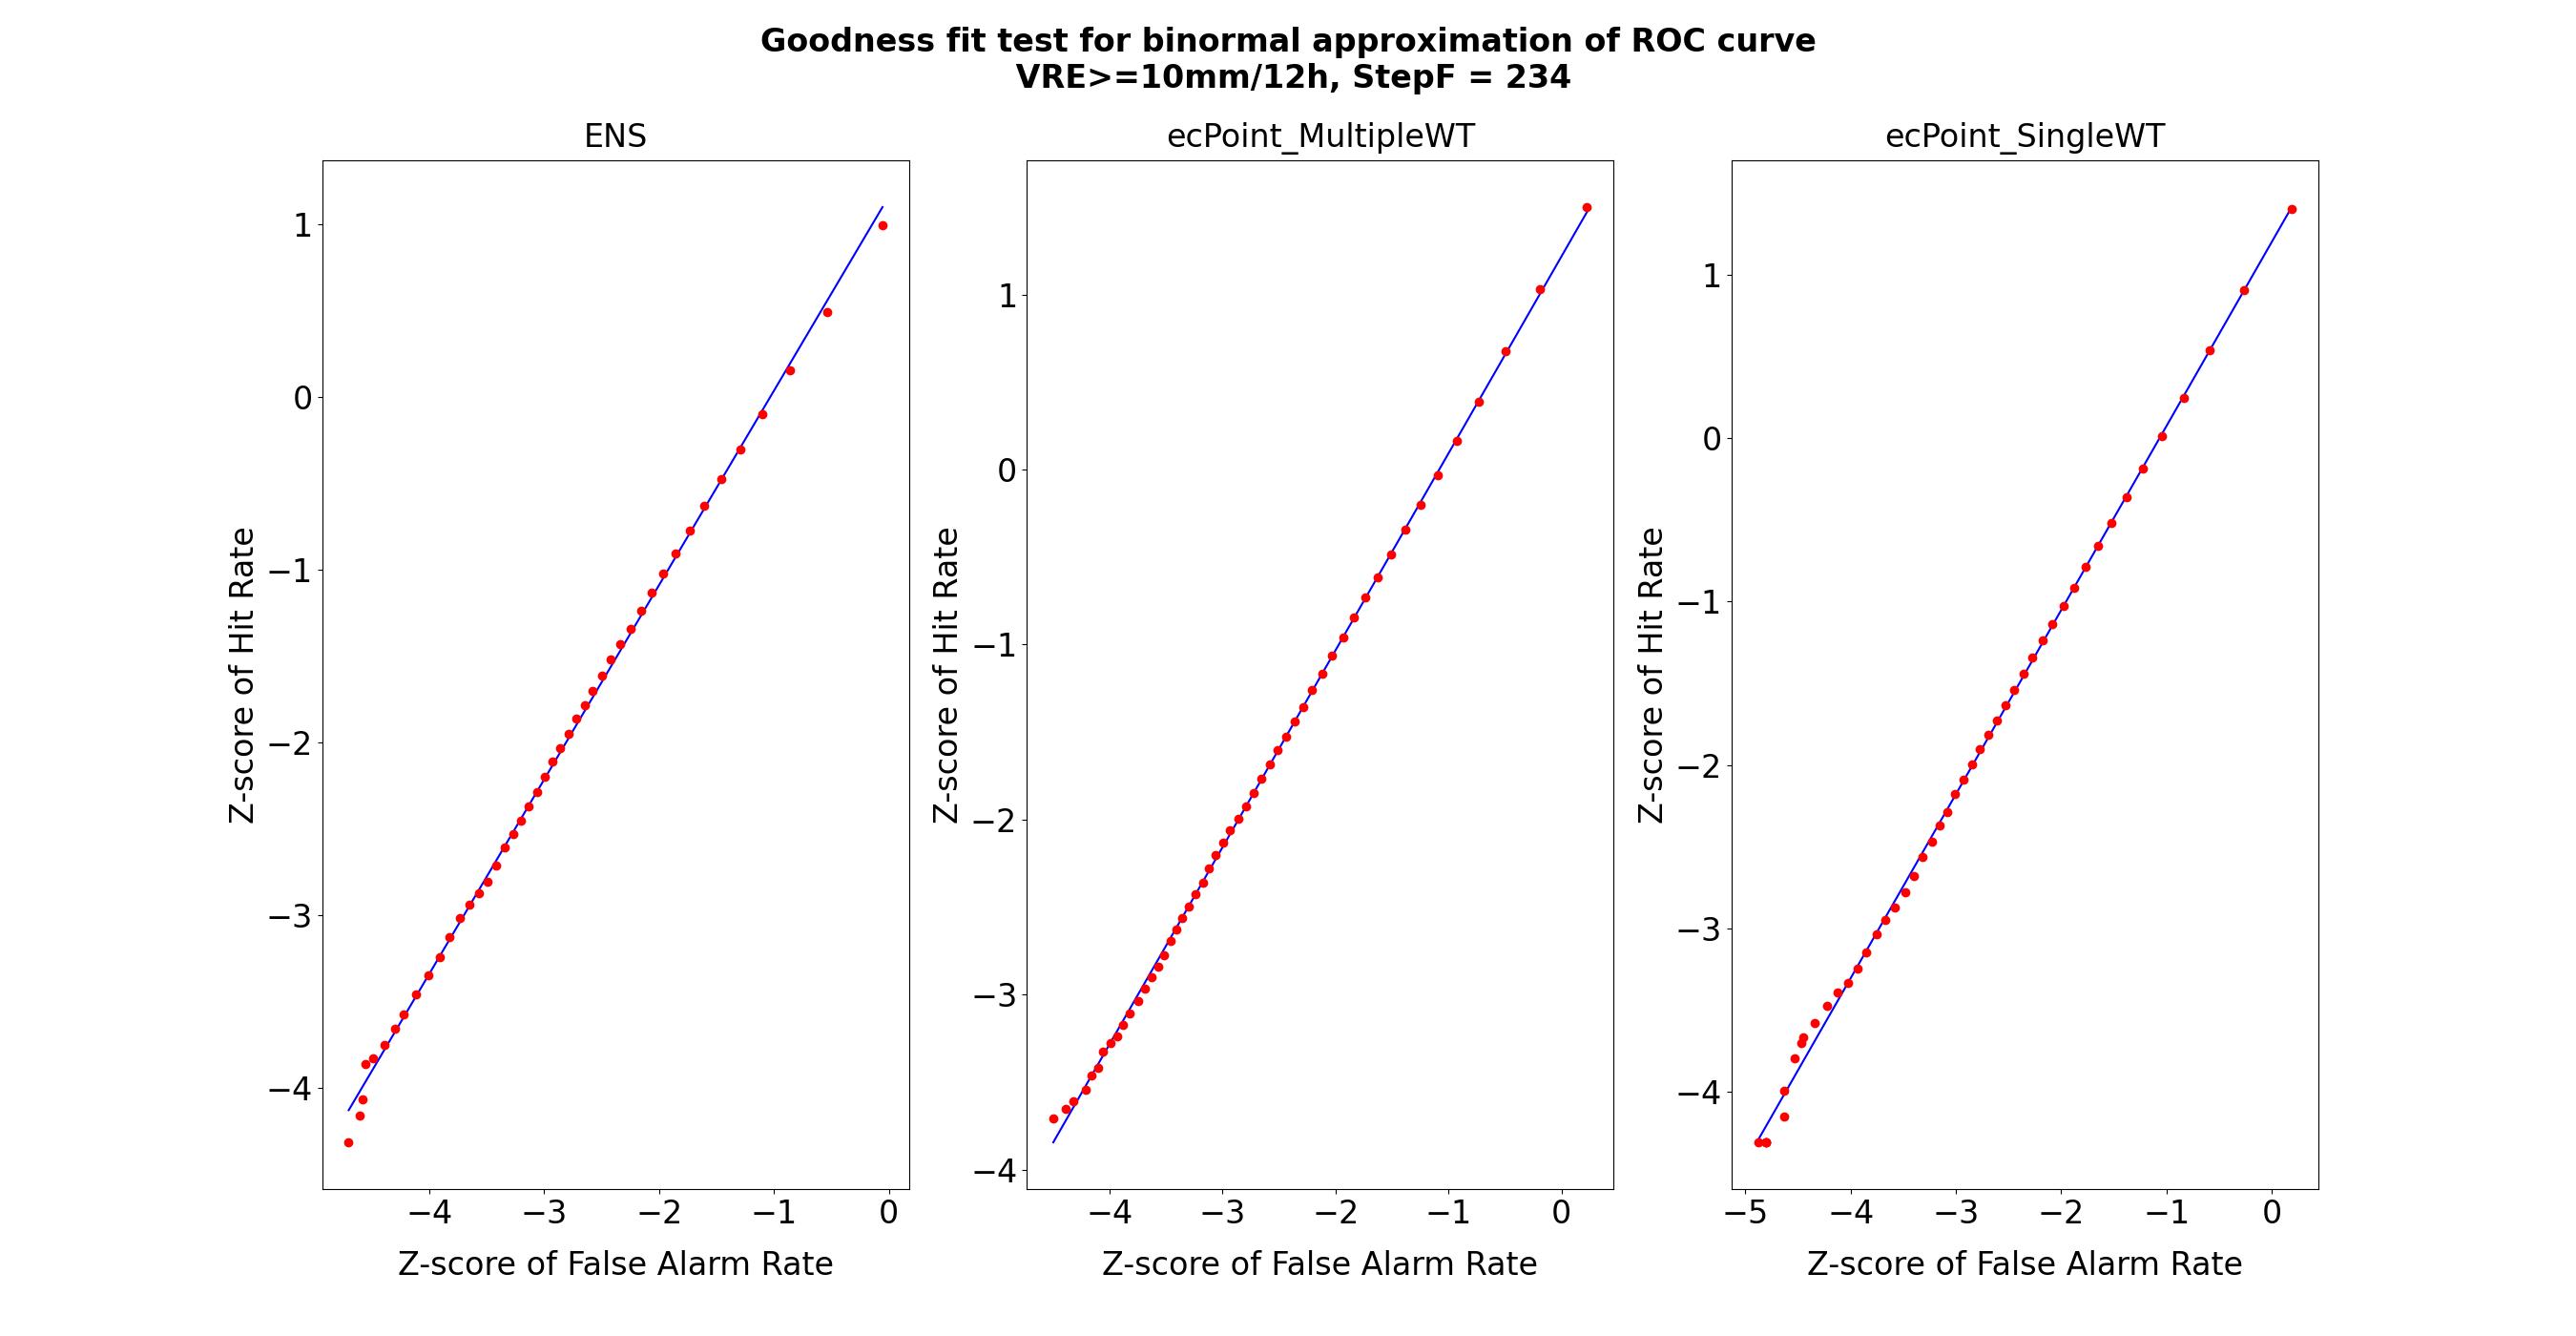 Goodness fit test for binormal approximation of ROC curve
VRE>=10mm/12h, StepF = 234
ENS
1
0
−1
−2
−3
−4
Z-score of Hit Rate
−4 −3 −2 −1 0
Z-score of False Alarm Rate
ecPoint_MultipleWT
1
0
−1
−2
−3
−4
Z-score of Hit Rate
−4 −3 −2 −1 0
Z-score of False Alarm Rate
ecPoint_SingleWT
1
0
−1
−2
−3
−4
Z-score of Hit Rate
−5 −4 −3 −2 −1 0
Z-score of False Alarm Rate